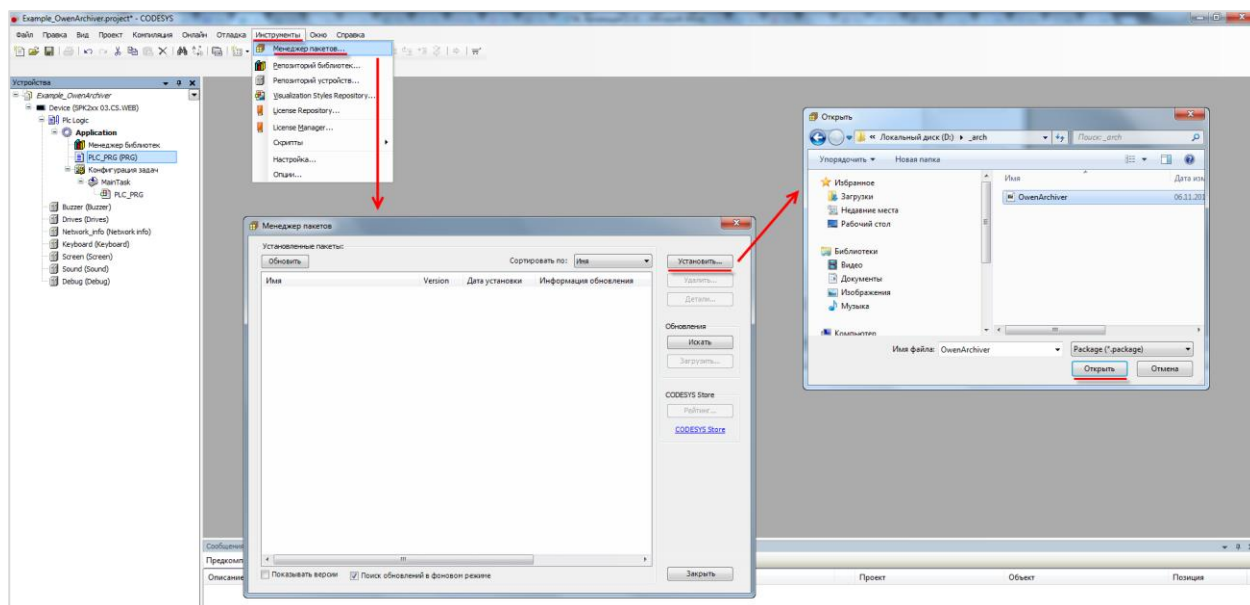 Example_OwenArchiver.project* - CODESYS
Файл Правка Вид Проект Компиляция Онлайн Отладка Инструменты Окно Справка
Менеджер пакетов...
Репозиторий библиотек...
Репозиторий устройств...
Visualization Styles Repository...
License Repository...
License Manager...
Скрипты
Настройка...
Опции...
Устройства
Example_OwenArchiver
Device (SPK2xx 03.CS.WEB)
Plc Logic
Application
Менеджер библиотек
PLC_PRG (PRG)
Конфигурация задач
MainTask
PLC_PRG
Buzzer (Buzzer)
Drives (Drives)
Network_info (Network info)
Keyboard (Keyboard)
Screen (Screen)
Sound (Sound)
Debug (Debug)
Менеджер пакетов
Установленные пакеты:
Обновить
Сортировать по: Имя
Имя Version Дата установки Информация обновления
Установить...
Удалить...
Детали...
Обновления
Искать
Загрузить...
CODESYS Store
Рейтинг...
CODESYS Store
Показывать версии Поиск обновлений в фоновом режиме
Закрыть
Открыть
« Локальный диск (D:) _arch
Поиск: _arch
Упорядочить Новая папка
Избранное
Загрузки
Недавние места
Рабочий стол
Библиотеки
Видео
Документы
Изображения
Музыка
Компьютер
Имя Дата изм
OwenArchiver 06.11.201
Имя файла: OwenArchiver Package (*.package)
Открыть Отмена
Сообщения
Предкомп
Описание Проект Объект Позиция